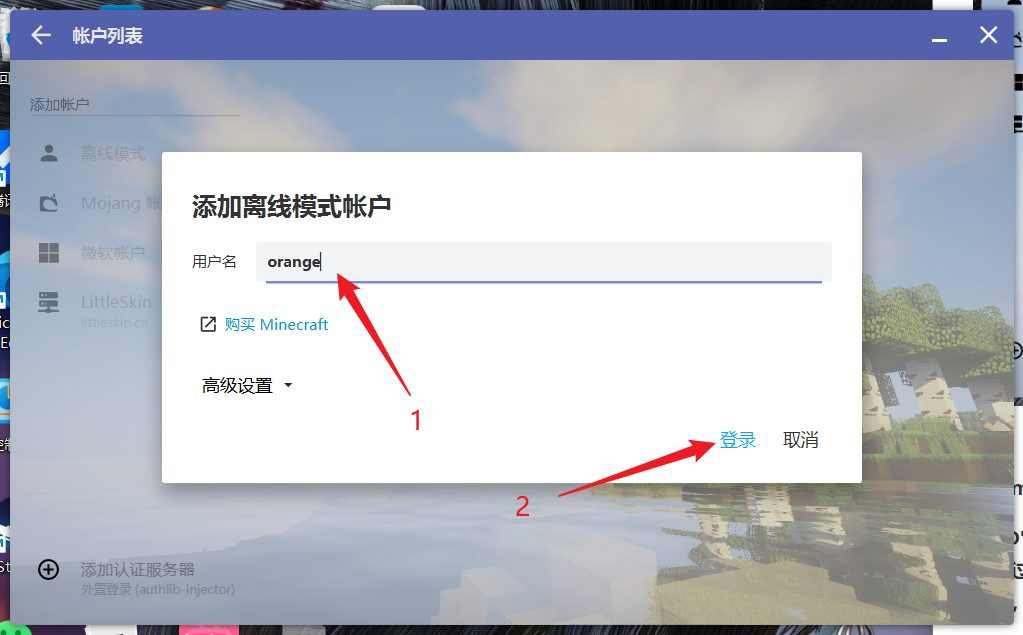 帐户列表
添加帐户
离线模式
Mojang 帐
微软帐户
LittleSkin
littleskin.cn
添加离线模式帐户
用户名
orange
购买 Minecraft
高级设置
1
登录 取消
2
添加认证服务器
外置登录 (authlib-injector)